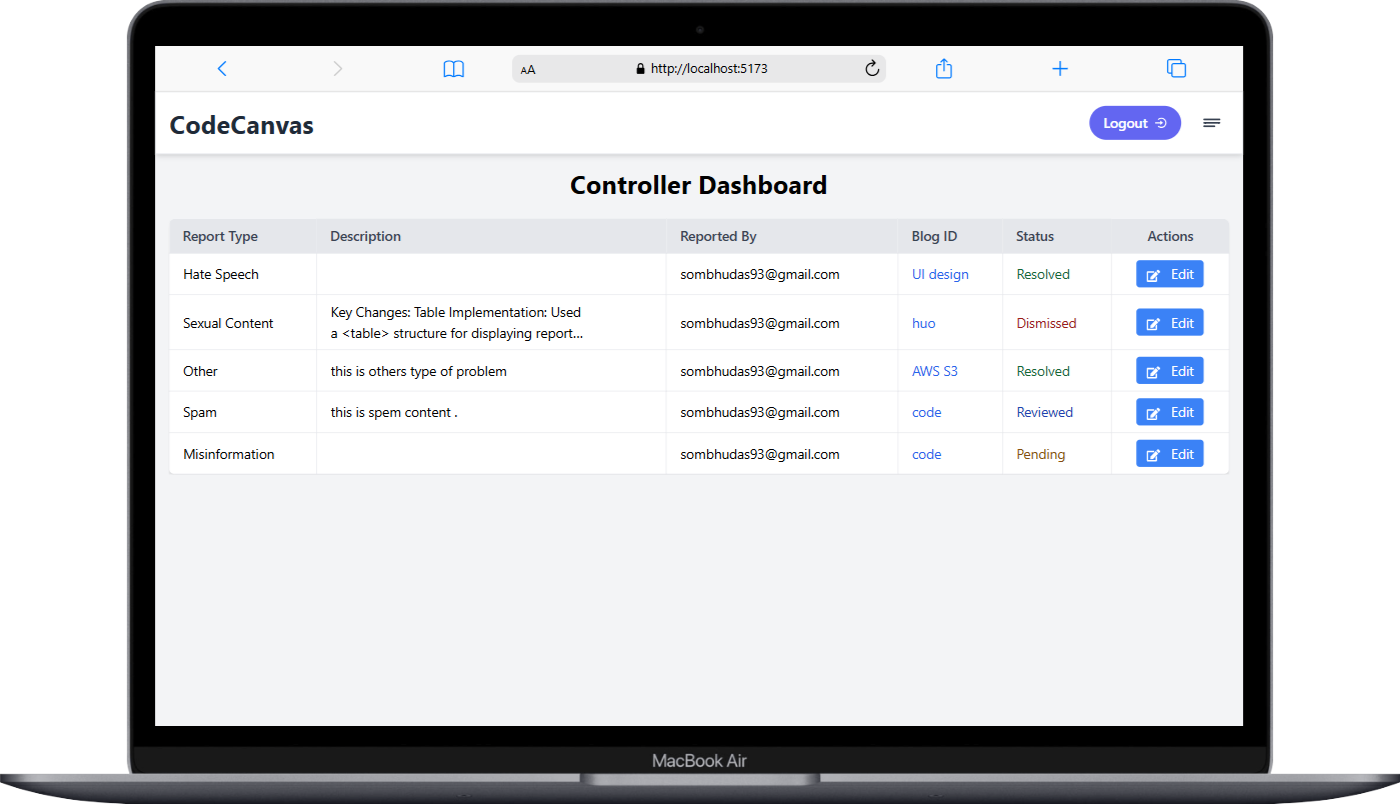 AA http://localhost:5173
CodeCanvas
Logout
Controller Dashboard
Report Type Description Reported By Blog ID Status Actions
Hate Speech sombhudas93@gmail.com UI design Resolved Edit
Sexual Content Key Changes: Table Implementation: Used
a <table> structure for displaying report... sombhudas93@gmail.com huo Dismissed Edit
Other this is others type of problem sombhudas93@gmail.com AWS S3 Resolved Edit
Spam this is spem content . sombhudas93@gmail.com code Reviewed Edit
Misinformation sombhudas93@gmail.com code Pending Edit
MacBook Air